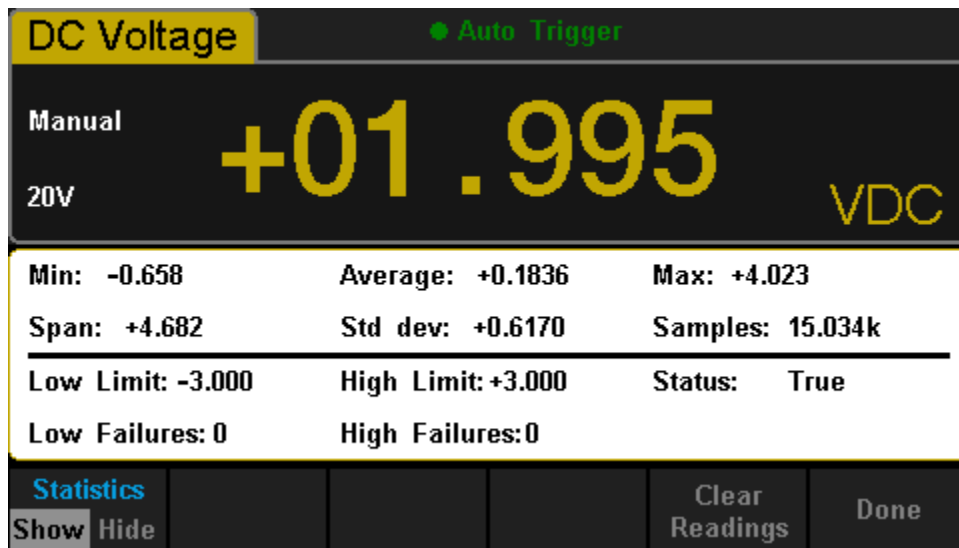 DC Voltage
Auto Trigger
Manual
+01.995
20V
VDC
Min: -0.658 Average: +0.1836 Max: +4.023
Span: +4.682 Std dev: +0.6170 Samples: 15.034k
Low Limit: -3.000 High Limit: +3.000 Status: True
Low Failures: 0 High Failures: 0
Statistics
Show Hide
Clear
Readings
Done